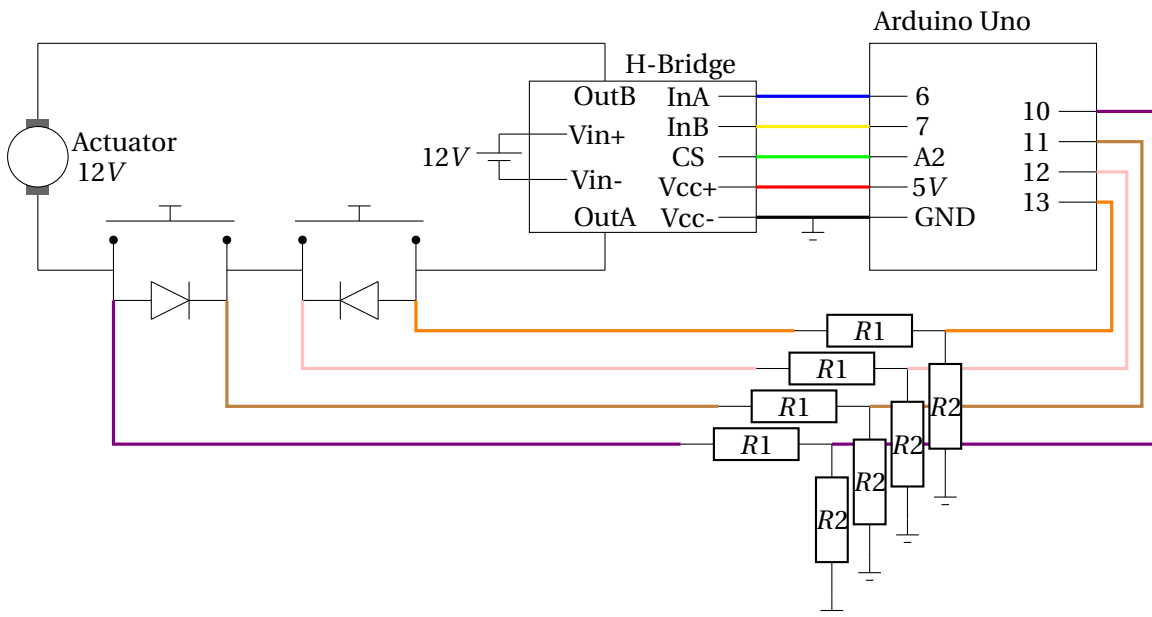 Arduino Uno
H-Bridge
OutB
InA
6
10
InB
7
11
Vin+
Actuator
12V
12V
CS
A2
12
Vin-
Vcc+
5V
13
OutA
Vcc-
GND
R1
R1
R1
R1
R2
R2
R2
R2